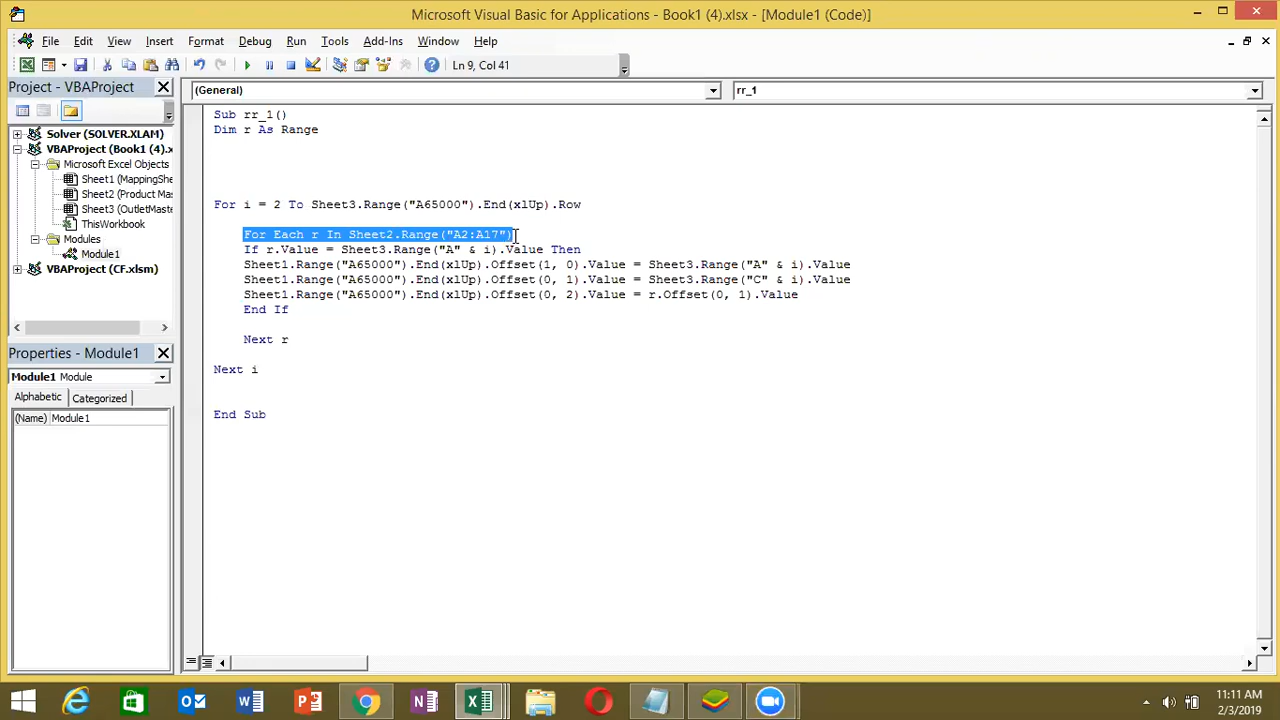 Microsoft Visual Basic for Applications - Book1 (4).xlsx - [Module1 (Code)]
File Edit View Insert Format Debug Run Tools Add-Ins Window Help
Ln 9, Col 41
Project - VBAProject
(General)
rr_1
Solver (SOLVER.XLAM)
VBAProject (Book1 (4).x
Microsoft Excel Objects
Sheet1 (MappingShe
Sheet2 (Product Mas
Sheet3 (OutletMaste
ThisWorkbook
Modules
Module1
VBAProject (CF.xlsm)
Properties - Module1
Module1 Module
Alphabetic Categorized
(Name) Module1
Sub rr_1()
Dim r As Range
For i = 2 To Sheet3.Range("A65000").End(xlUp).Row
For Each r In Sheet2.Range("A2:A17")
If r.Value = Sheet3.Range("A" & i).Value Then
Sheet1.Range("A65000").End(xlUp).Offset(1, 0).Value = Sheet3.Range("A" & i).Value
Sheet1.Range("A65000").End(xlUp).Offset(0, 1).Value = Sheet3.Range("C" & i).Value
Sheet1.Range("A65000").End(xlUp).Offset(0, 2).Value = r.Offset(0, 1).Value
End If
Next r
Next i
End Sub
11:11 AM
2/3/2019